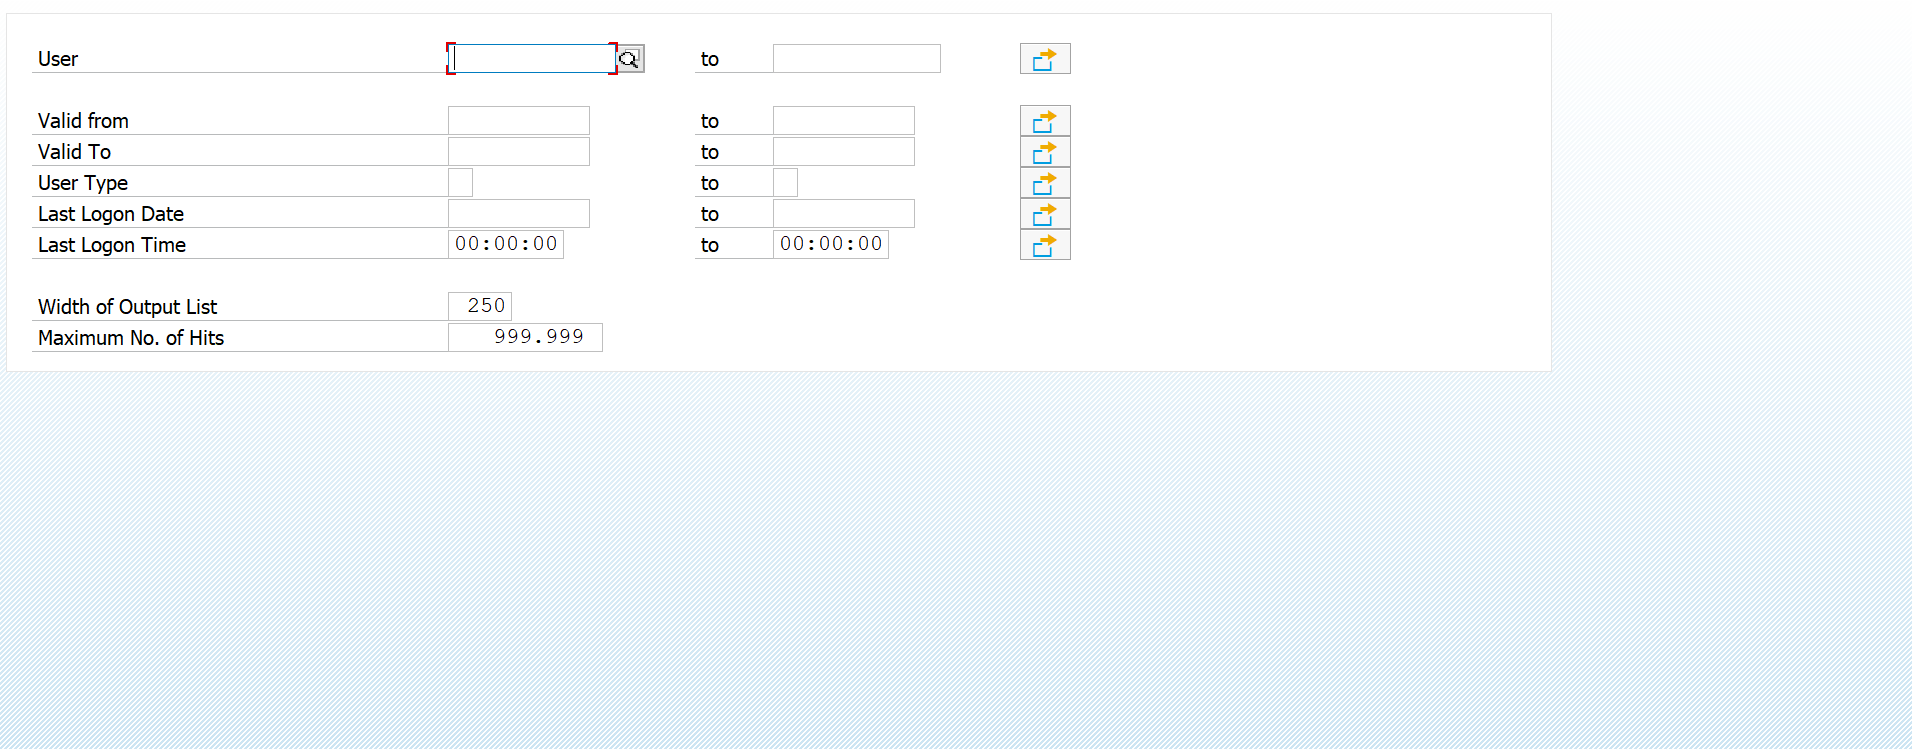 User to
Valid from to
Valid To to
User Type to
Last Logon Date to
Last Logon Time 00:00:00 to 00:00:00
Width of Output List 250
Maximum No. of Hits 999.999